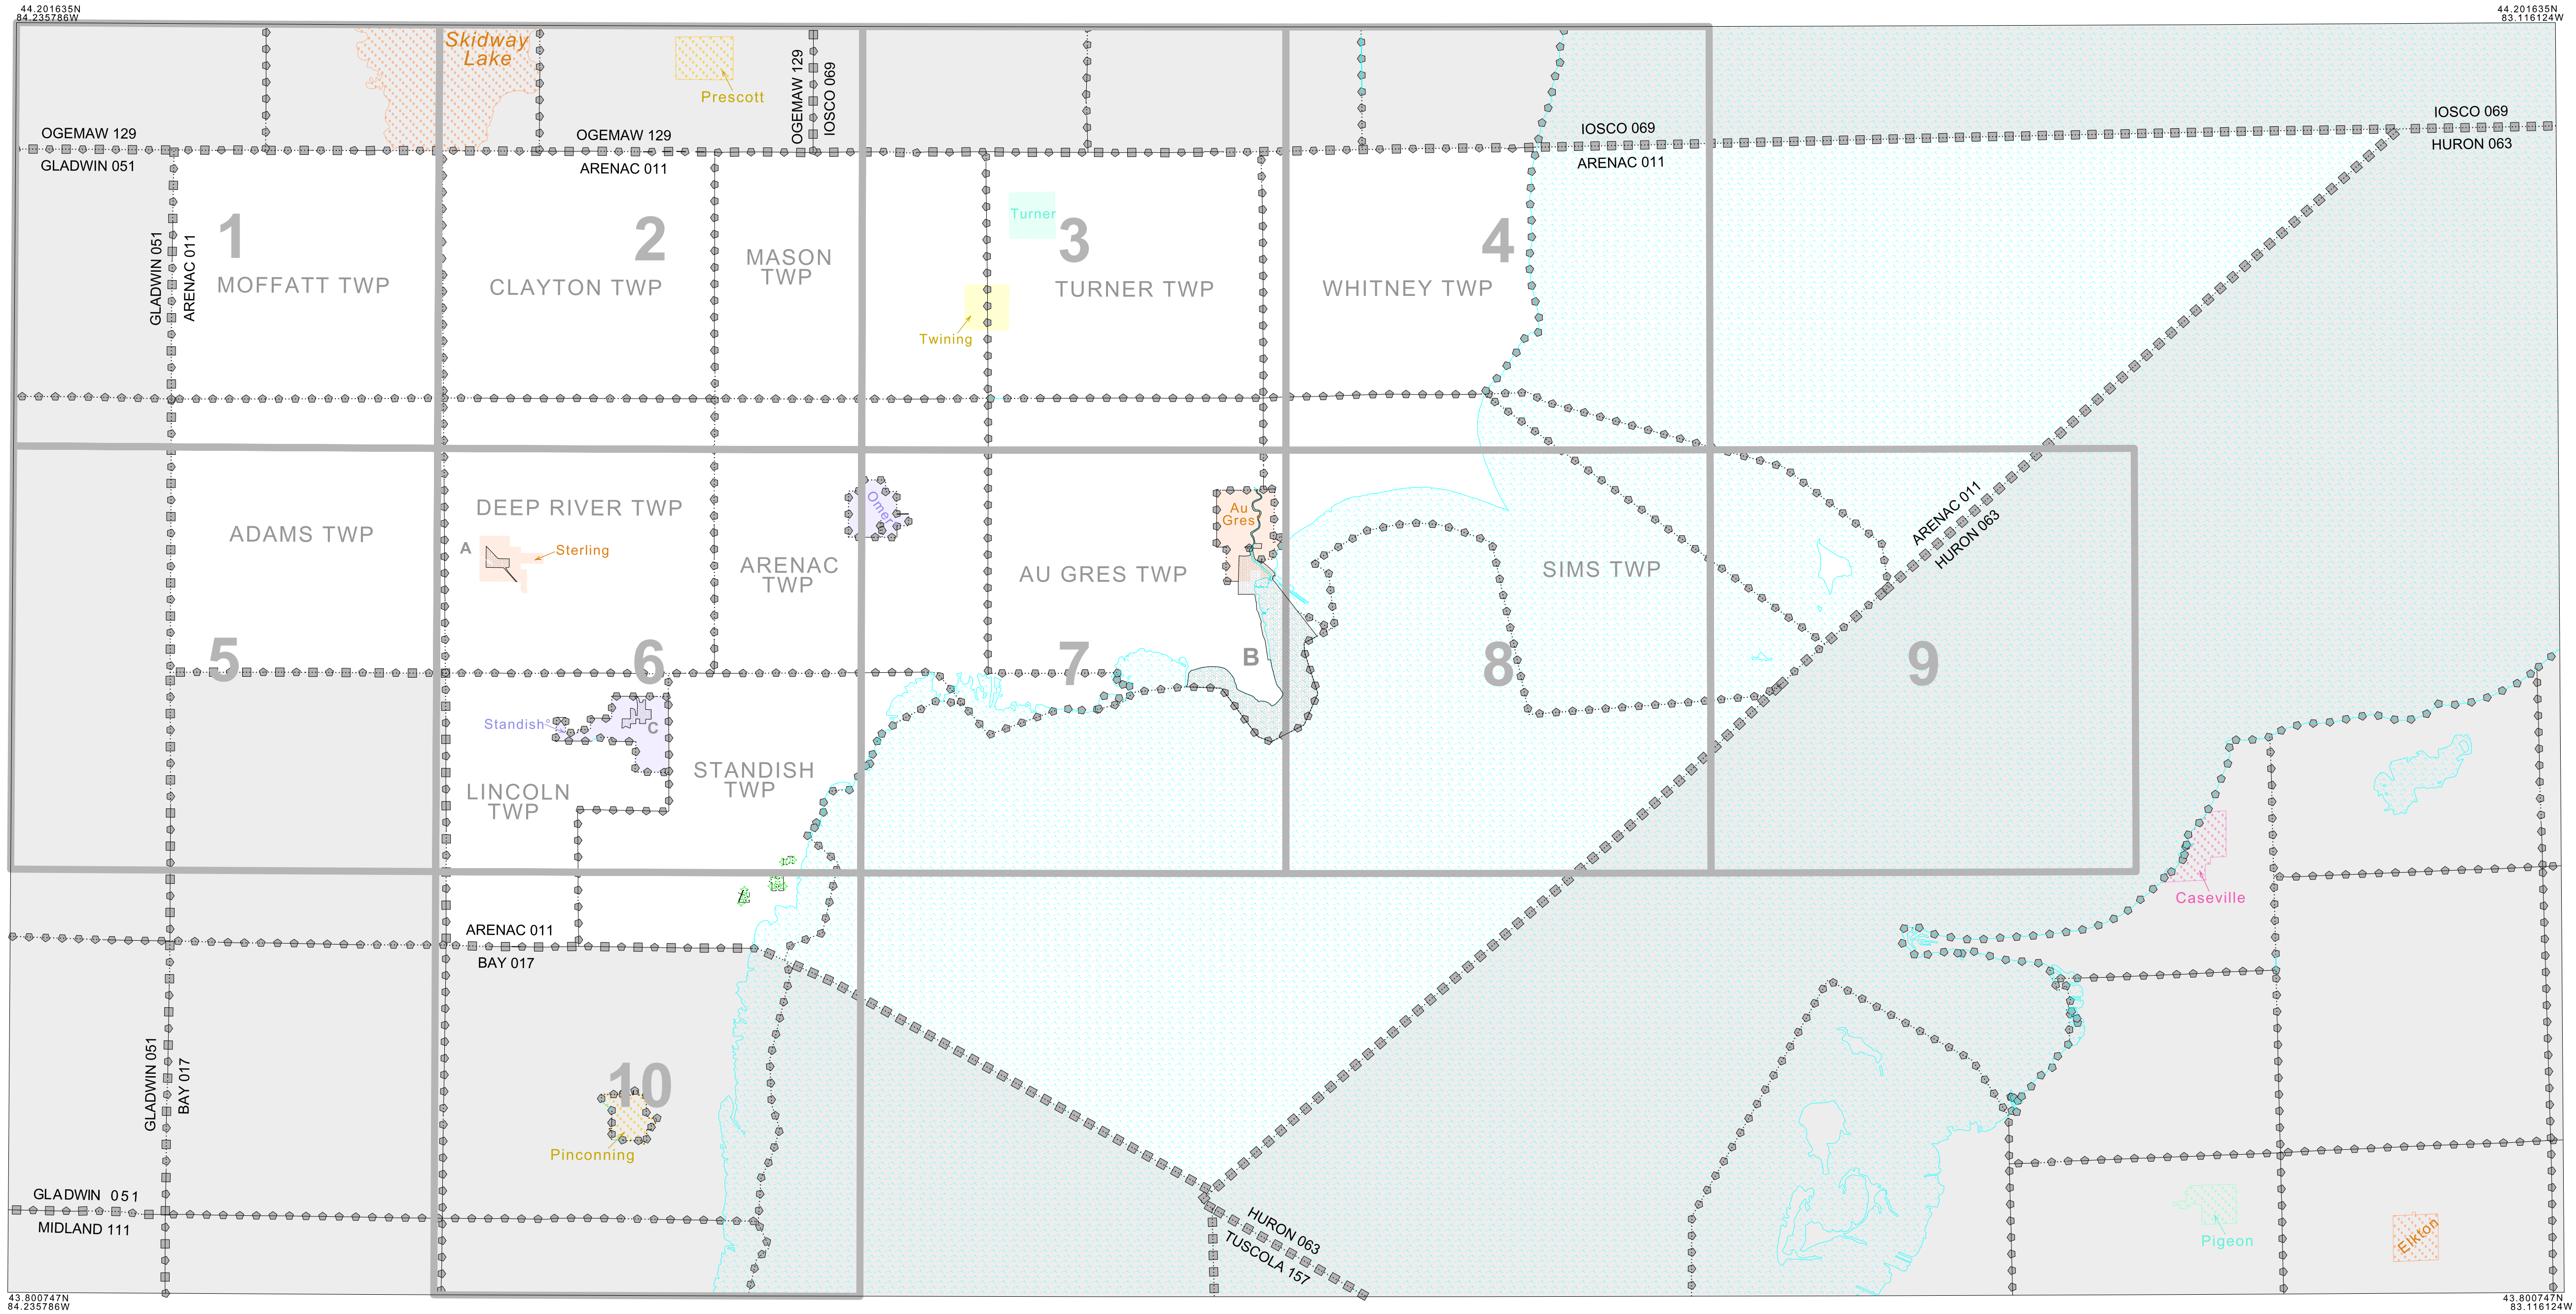 44.201635N
84.235786W
44.201635N
83.116124W
Skidway
Lake
Prescott
OGEMAW 129
IOSCO 069
OGEMAW 129
GLADWIN 051
OGEMAW 129
ARENAC 011
IOSCO 069
ARENAC 011
IOSCO 069
HURON 063
GLADWIN 051
ARENAC 011
1
MOFFATT TWP
2
CLAYTON TWP
MASON
TWP
Turner
3
TURNER TWP
Twining
4
WHITNEY TWP
ADAMS TWP
DEEP RIVER TWP
A
Sterling
ARENAC
TWP
Omer
AU GRES TWP
Au
Gres
SIMS TWP
ARENAC 011
HURON 063
5
6
7
B
8
9
Standish
C
LINCOLN
TWP
STANDISH
TWP
Caseville
ARENAC 011
BAY 017
GLADWIN 051
BAY 017
10
Pinconning
GLADWIN 051
MIDLAND 111
HURON 063
TUSCOLA 157
Pigeon
Elkton
43.800747N
84.235786W
43.800747N
83.116124W